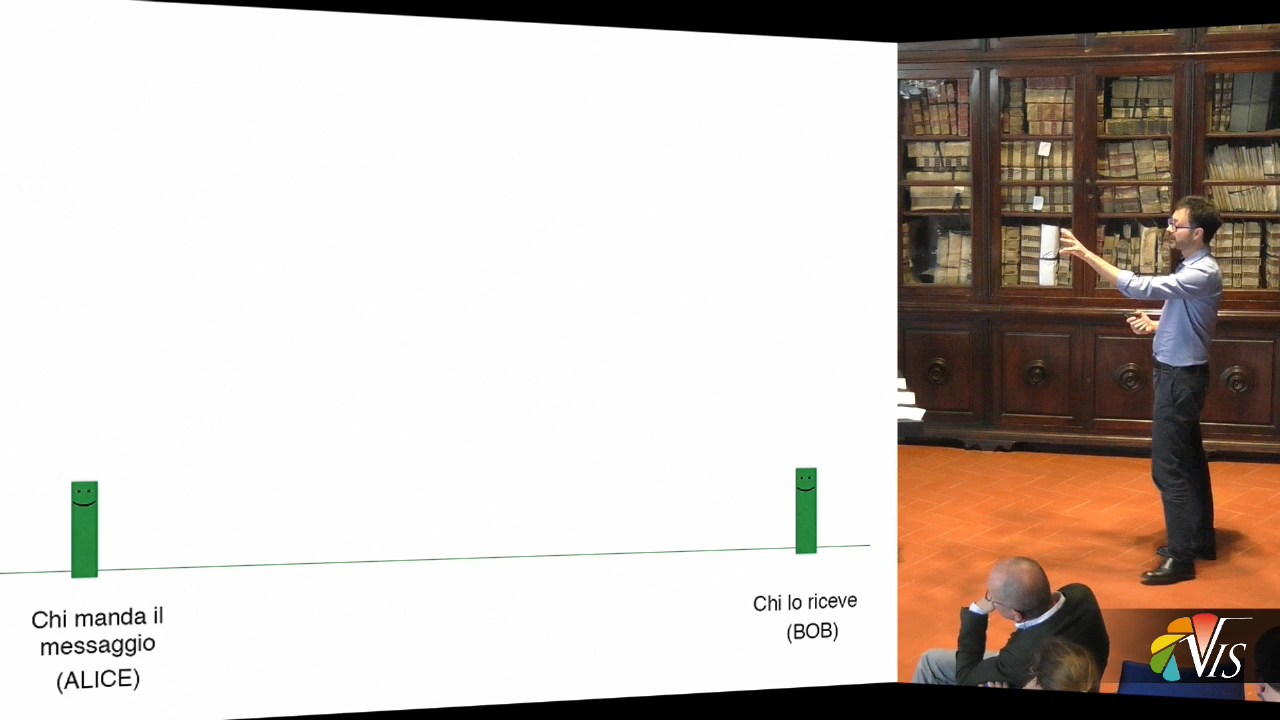 Chi manda il
messaggio
(ALICE)
Chi lo riceve
(BOB)
VIS